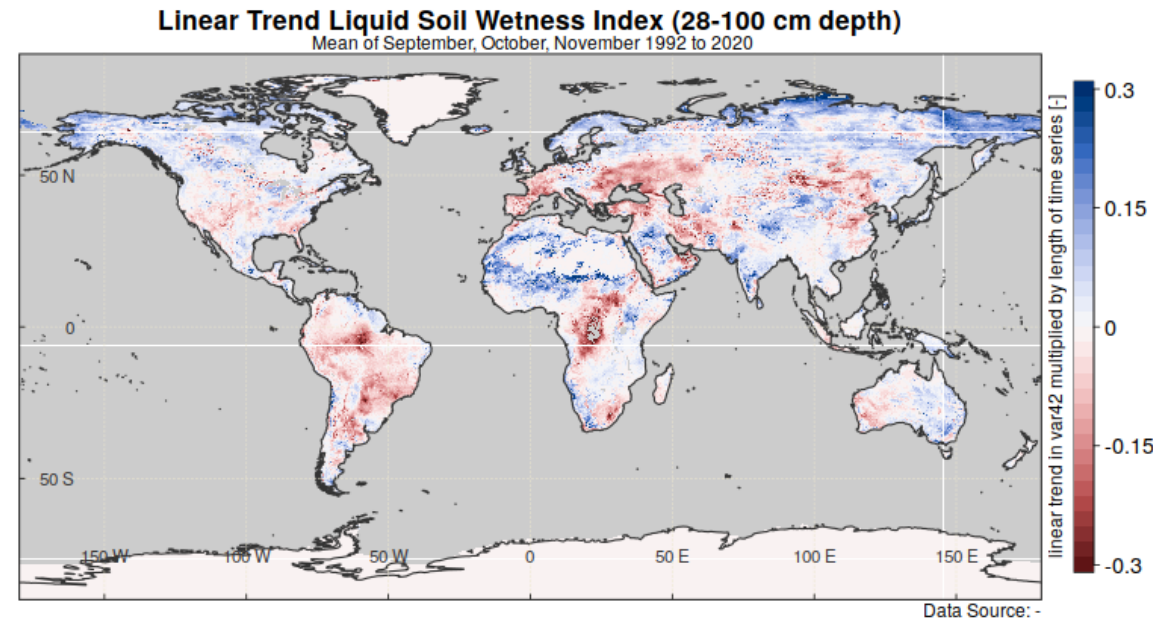 Linear Trend Liquid Soil Wetness Index (28-100 cm depth)
Mean of September, October, November 1992 to 2020
0.3
0.15
0
-0.15
-0.3
linear trend in var42 multiplied by length of time series [-]
50 N
0
50 S
150 W 100 W 50 W 0 50 E 100 E 150 E
Data Source: -